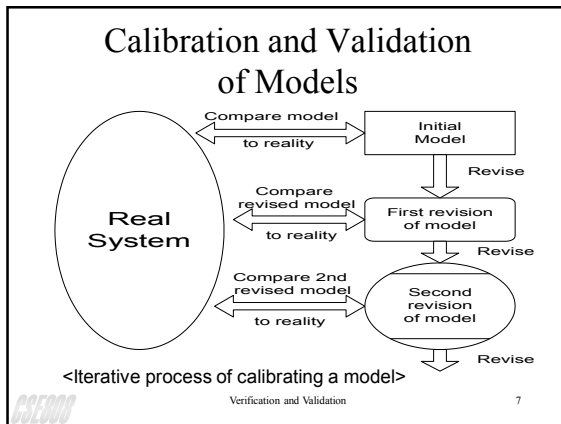 Calibration and Validation
of Models
Compare model
to reality
Initial
Model
Revise
Real
System
Compare
revised model
to reality
First revision
of model
Revise
Compare 2nd
revised model
to reality
Second
revision
of model
Revise
<Iterative process of calibrating a model>
CSE808
Verification and Validation
7